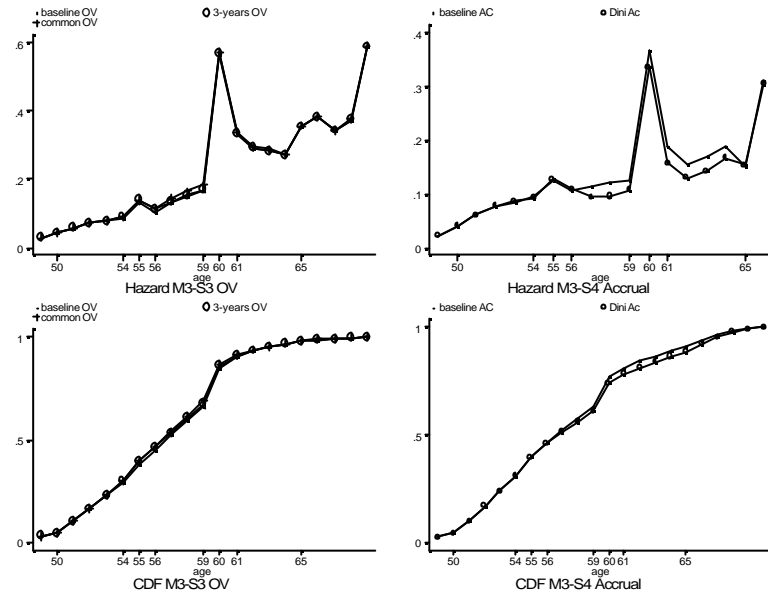 baseline OV
3-years OV
common OV
.6
.4
.2
0
50 54 55 56 59 60 61 65
age
Hazard M3-S3 OV
baseline AC
Dini Ac
.4
.3
.2
.1
0
50 54 55 56 59 60 61 65
age
Hazard M3-S4 Accrual
baseline OV
3-years OV
common OV
1
.5
0
50 54 55 56 59 60 61 65
age
CDF M3-S3 OV
baseline AC
Dini Ac
1
.5
0
50 54 55 56 59 60 61 65
age
CDF M3-S4 Accrual